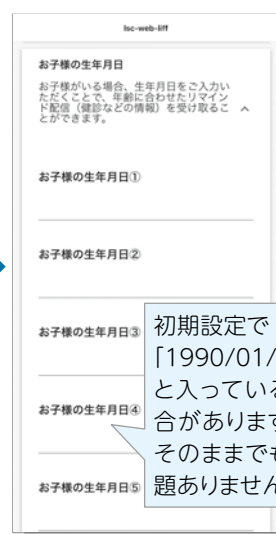 lsc-web-liff
お子様の生年月日
お子様がいる場合、生年月日をご入力い
ただくことで、年齢に合わせたリマイン
ド配信（健診などの情報）を受け取るこ
とができます。
お子様の生年月日①
お子様の生年月日②
お子様の生年月日③
お子様の生年月日④
お子様の生年月日⑤
初期設定で
「1990/01/
と入っている
合があります
そのままでも
題ありません